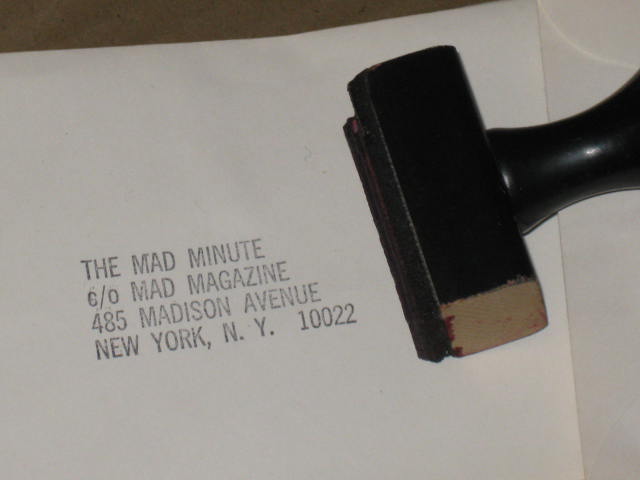 THE MAD MINUTE
c/o MAD MAGAZINE
485 MADISON AVENUE
NEW YORK, N. Y. 10022